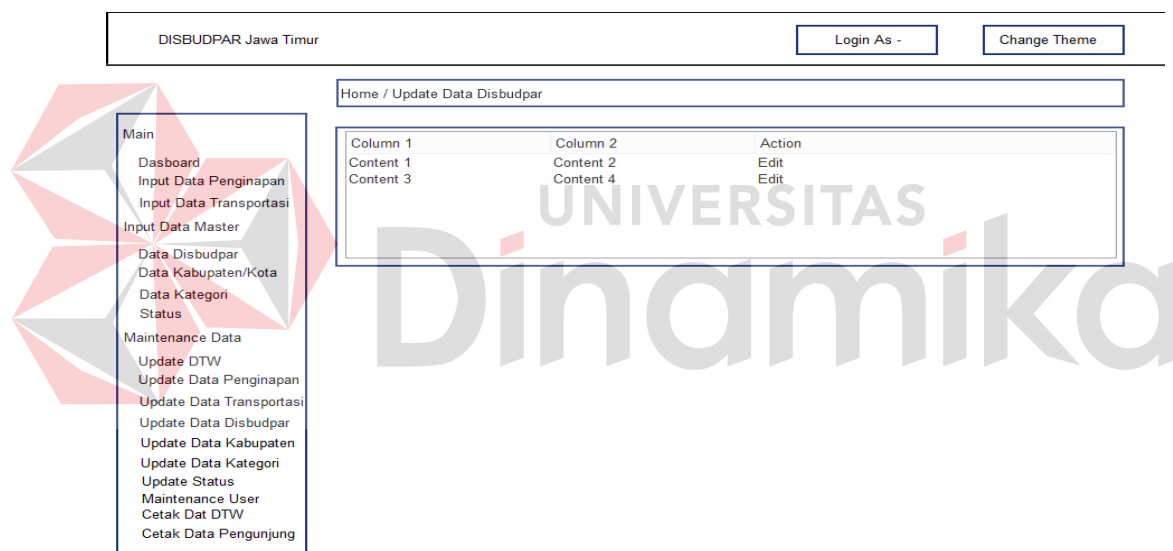 DISBUDPAR Jawa Timur
Login As -
Change Theme
Home / Update Data Disbudpar
Main
Dasboard
Input Data Penginapan
Input Data Transportasi
Input Data Master
Data Disbudpar
Data Kabupaten/Kota
Data Kategori
Status
Maintenance Data
Update DTW
Update Data Penginapan
Update Data Transportasi
Update Data Disbudpar
Update Data Kabupaten
Update Data Kategori
Update Status
Maintenance User
Cetak Dat DTW
Cetak Data Pengunjung
Column 1 Column 2 Action
Content 1 Content 2 Edit
Content 3 Content 4 Edit
UNIVERSITAS
Dinamika